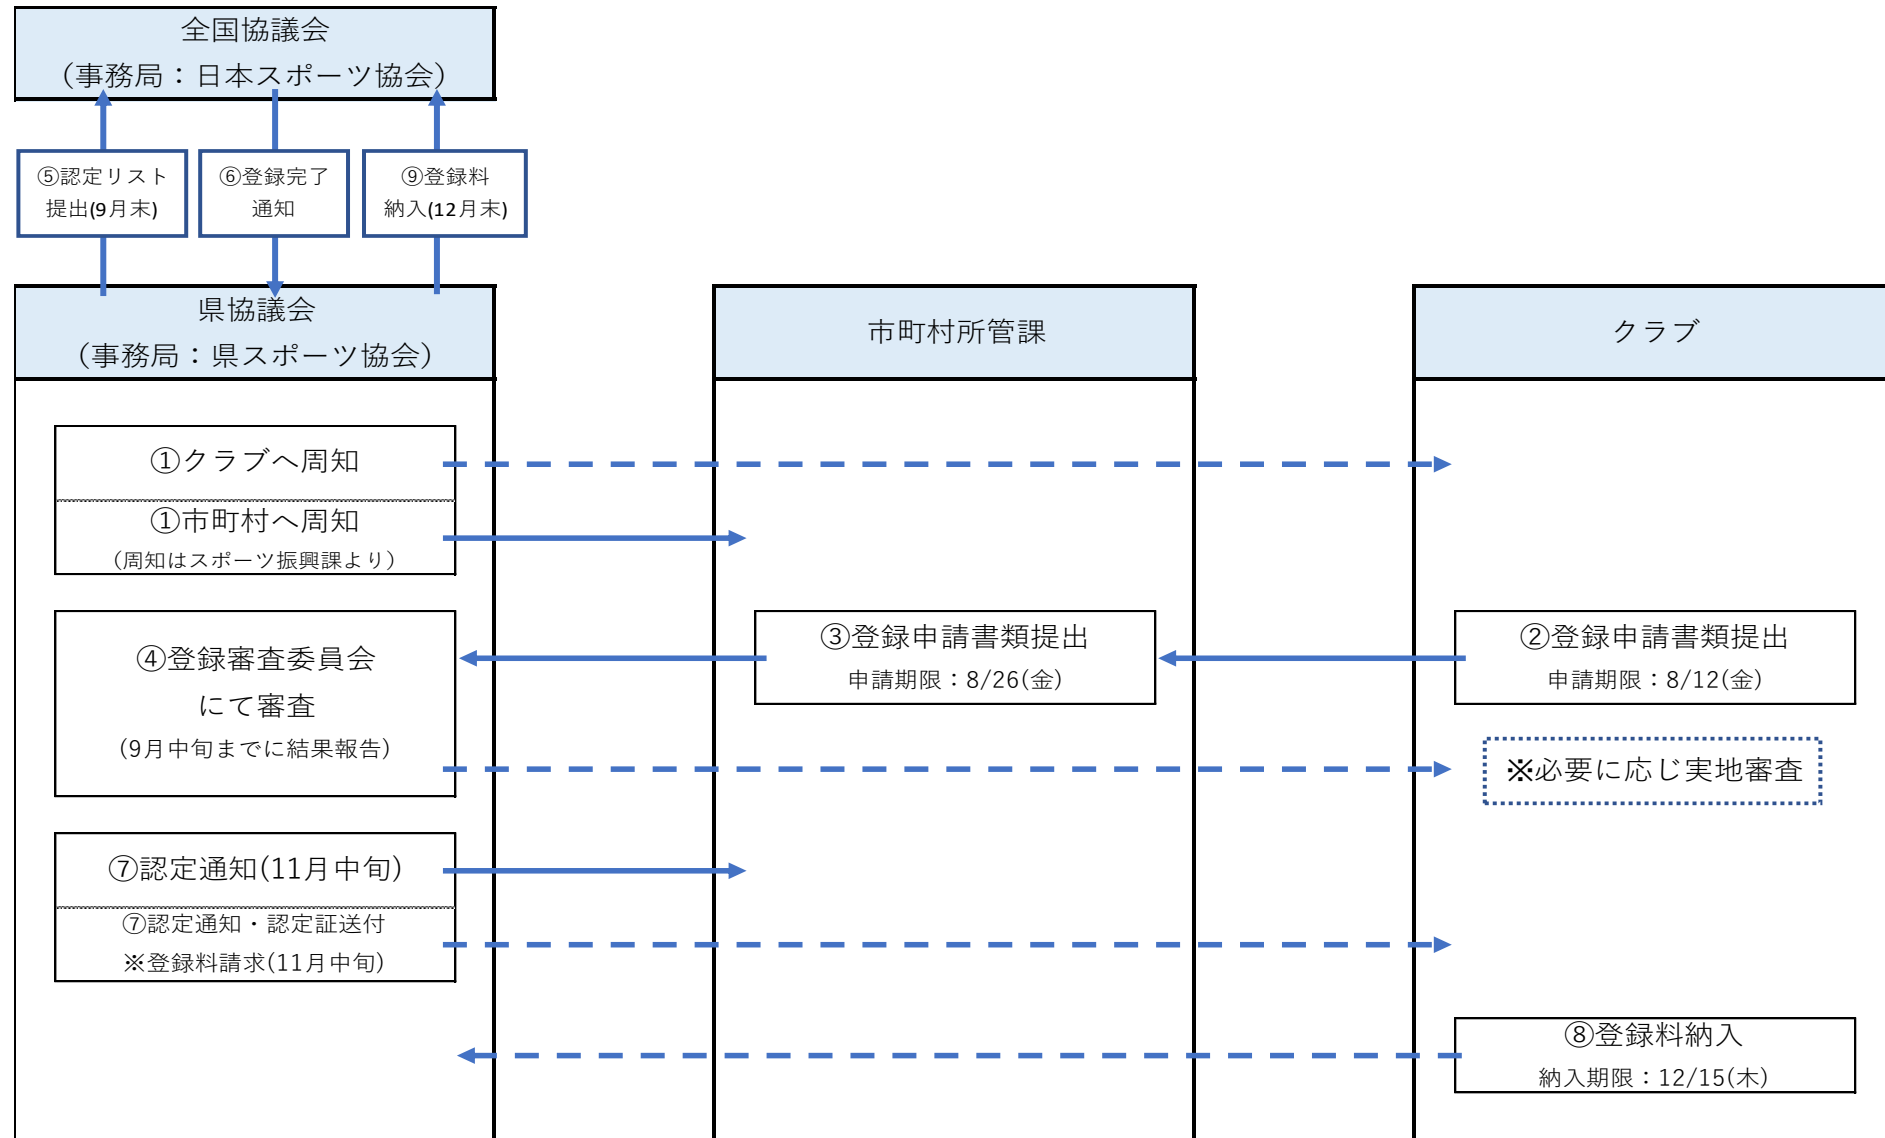 全国協議会
（事務局：日本スポーツ協会）
⑤認定リスト
提出(9月末)
⑥登録完了
通知
⑨登録料
納入(12月末)
県協議会
（事務局：県スポーツ協会）
市町村所管課
クラブ
①クラブへ周知
①市町村へ周知
（周知はスポーツ振興課より）
④登録審査委員会
にて審査
(9月中旬までに結果報告)
③登録申請書類提出
申請期限：8/26(金)
②登録申請書類提出
申請期限：8/12(金)
※必要に応じ実地審査
⑦認定通知(11月中旬)
⑦認定通知・認定証送付
※登録料請求(11月中旬)
⑧登録料納入
納入期限：12/15(木)